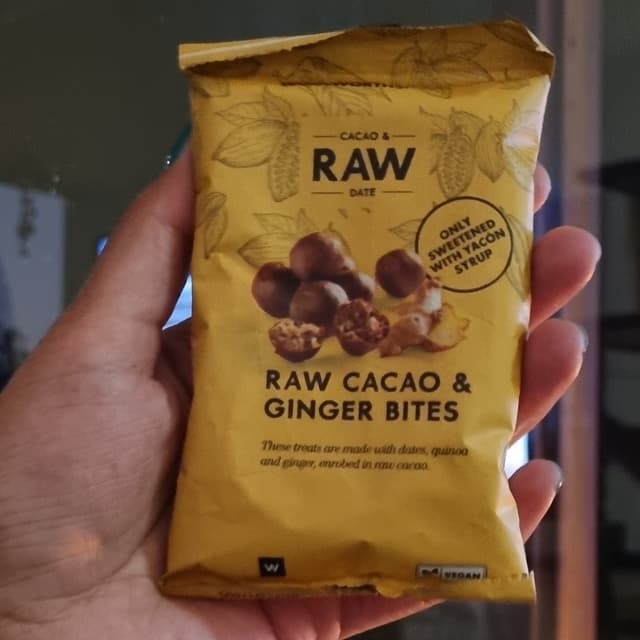 CACAO &
RAW
DATE
ONLY
SWEETENED
WITH YACÓN
SYRUP
RAW CACAO &
GINGER BITES
These treats are made with dates, quinoa
and ginger, enrobed in raw cacao.
W
VEGAN